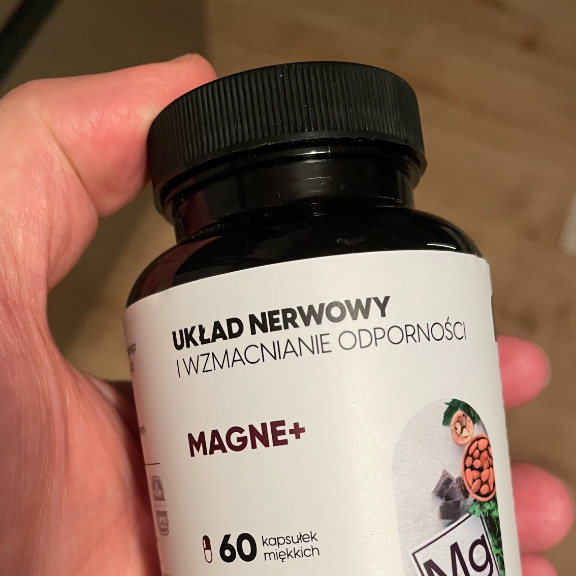 UKŁAD NERWOWY
I WZMACNIANIE ODPORNOŚCI
MAGNE+
60 kapsułek
miękkich
Mg